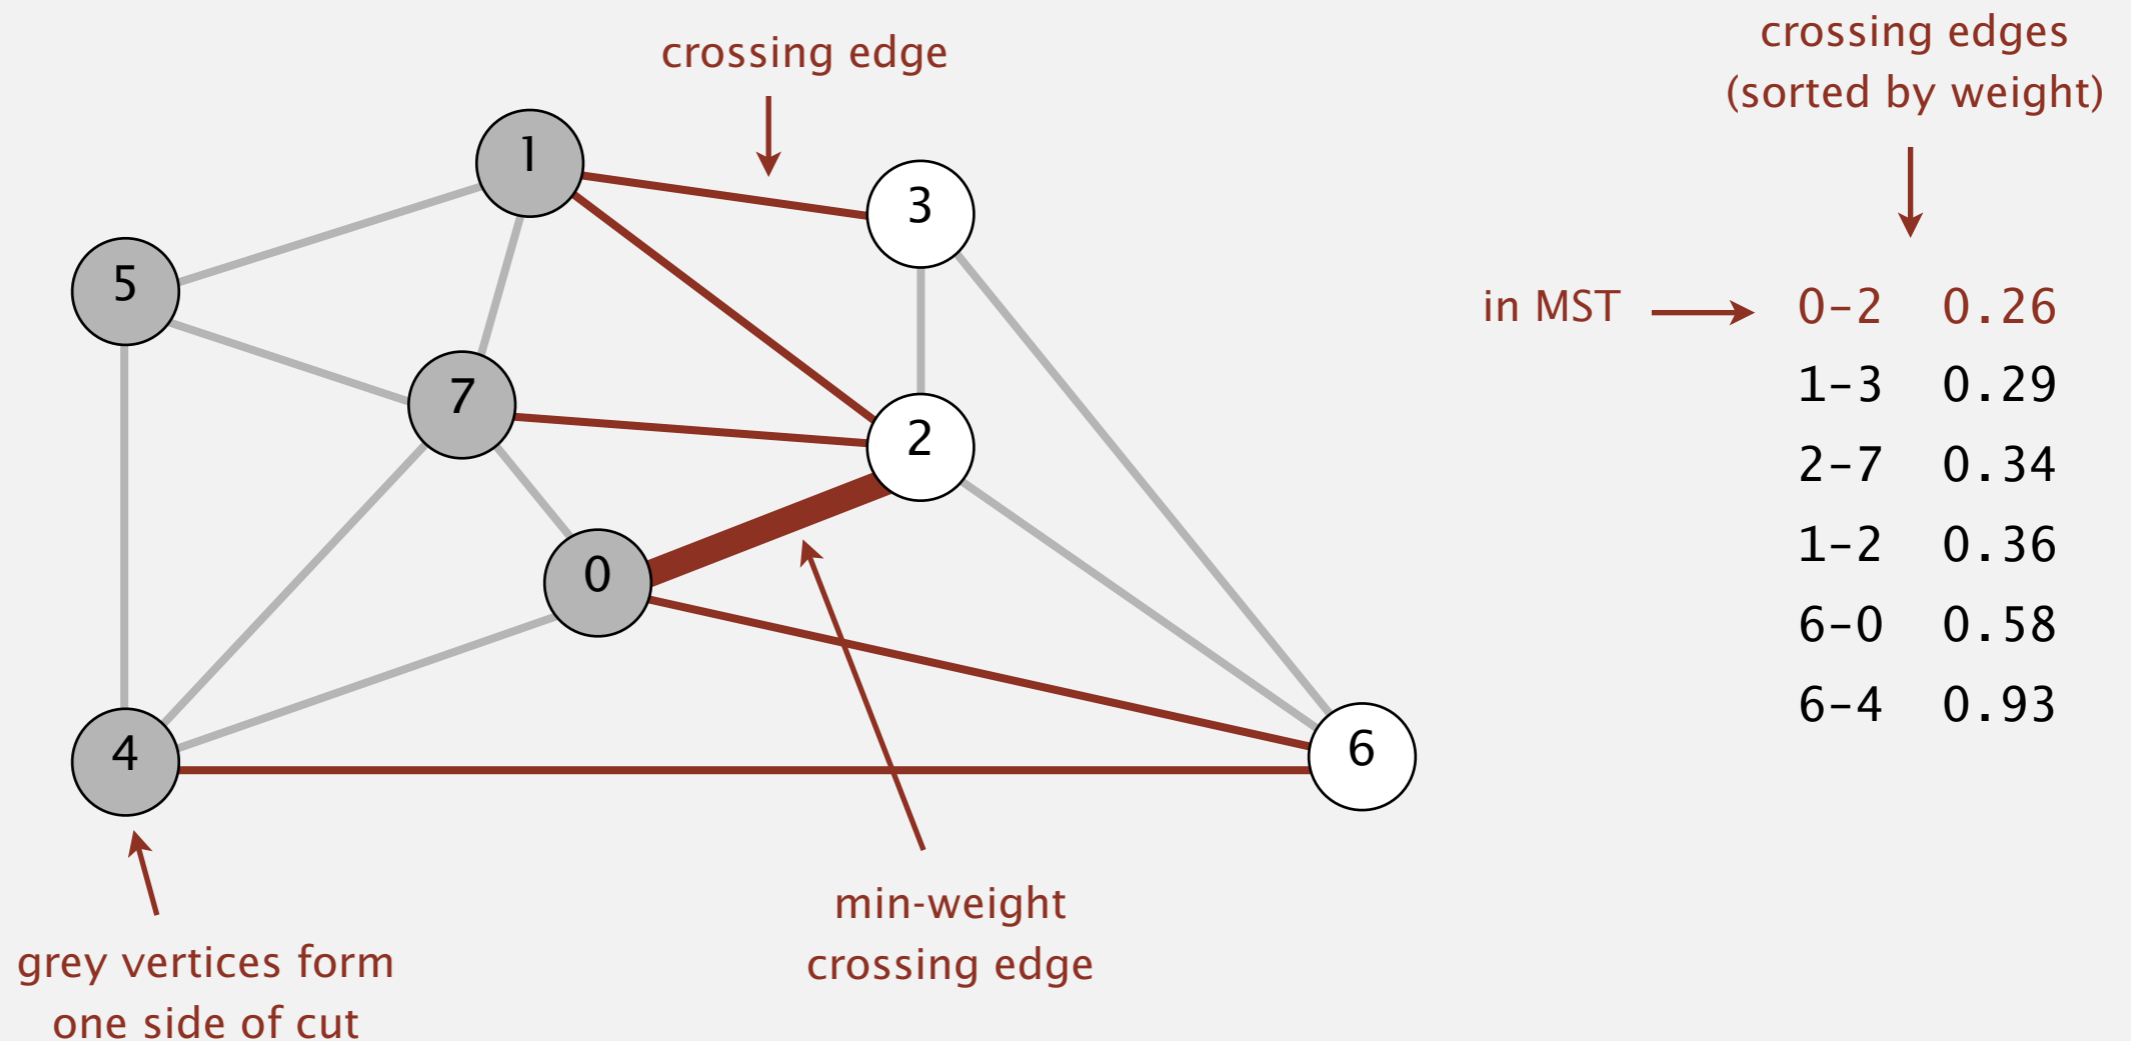 crossing edge
crossing edges
(sorted by weight)
1
3
5
in MST
0-2 0.26
1-3 0.29
7
2
2-7 0.34
1-2 0.36
0
6-0 0.58
6-4 0.93
4
6
min-weight
crossing edge
grey vertices form
one side of cut